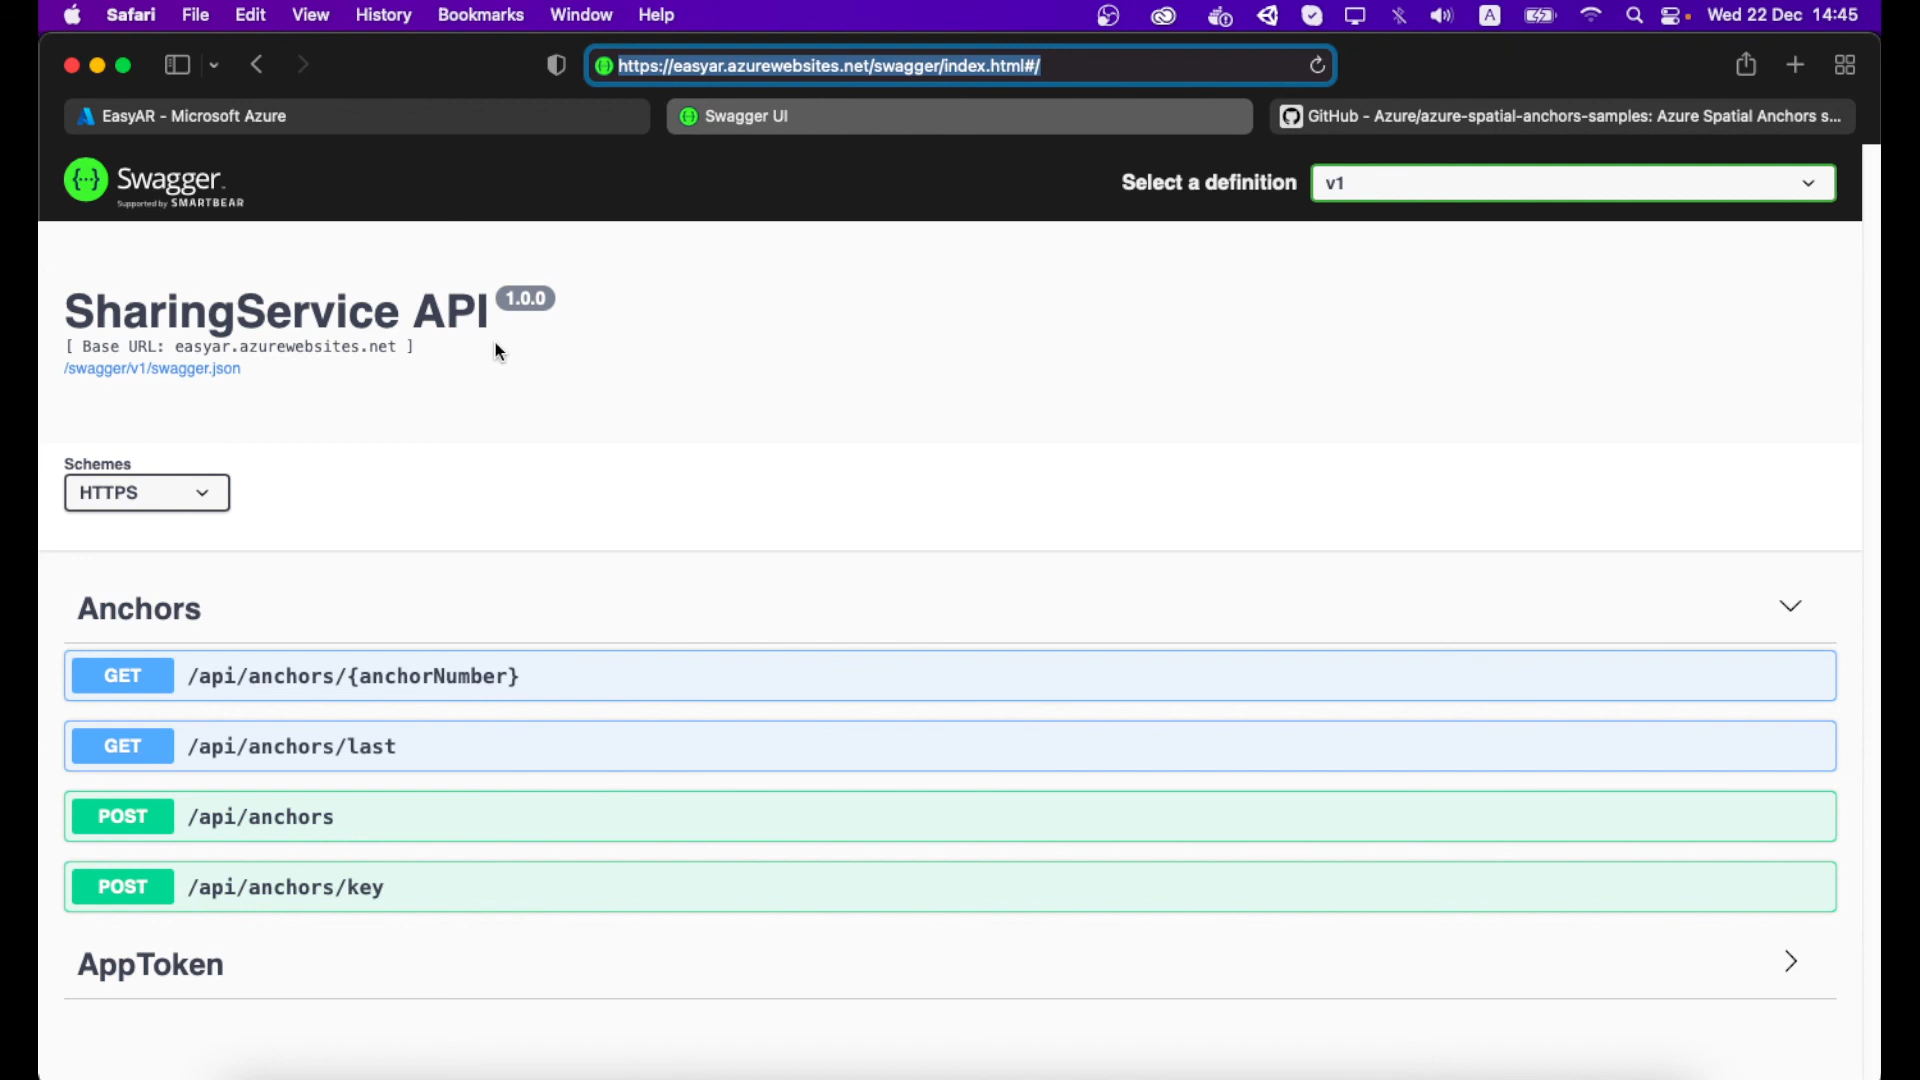 Safari File Edit View History Bookmarks Window Help A Wed 22 Dec 14:45
https://easyar.azurewebsites.net/swagger/index.html#/
EasyAR - Microsoft Azure
Swagger UI
GitHub - Azure/azure-spatial-anchors-samples: Azure Spatial Anchors s...
Swagger.
Supported by SMARTBEAR
Select a definition
v1
SharingService API 1.0.0
[ Base URL: easyar.azurewebsites.net ]
/swagger/v1/swagger.json
Schemes
HTTPS
Anchors
GET /api/anchors/{anchorNumber}
GET /api/anchors/last
POST /api/anchors
POST /api/anchors/key
AppToken